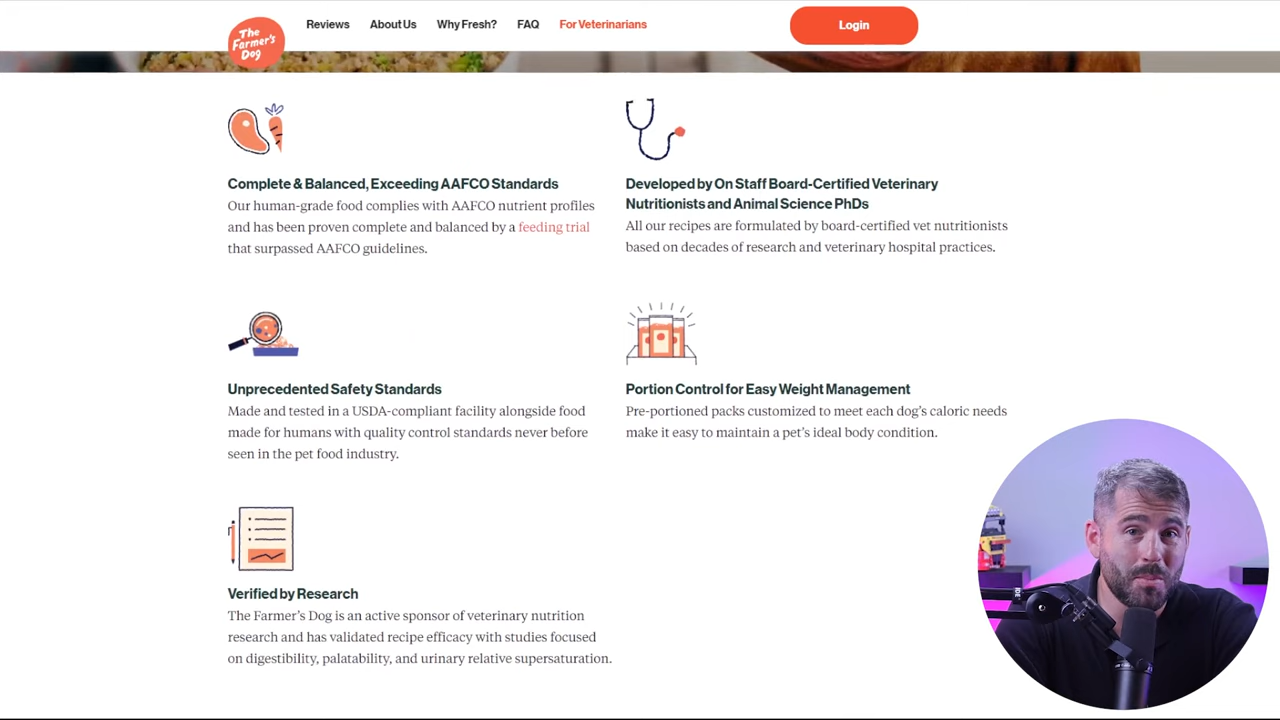 The
Farmer's
Dog
Reviews
About Us
Why Fresh?
FAQ
For Veterinarians
Login
Complete & Balanced, Exceeding AAFCO Standards
Our human-grade food complies with AAFCO nutrient profiles
and has been proven complete and balanced by a feeding trial
that surpassed AAFCO guidelines.
Developed by On Staff Board-Certified Veterinary
Nutritionists and Animal Science PhDs
All our recipes are formulated by board-certified vet nutritionists
based on decades of research and veterinary hospital practices.
Unprecedented Safety Standards
Made and tested in a USDA-compliant facility alongside food
made for humans with quality control standards never before
seen in the pet food industry.
Portion Control for Easy Weight Management
Pre-portioned packs customized to meet each dog’s caloric needs
make it easy to maintain a pet’s ideal body condition.
Verified by Research
The Farmer’s Dog is an active sponsor of veterinary nutrition
research and has validated recipe efficacy with studies focused
on digestibility, palatability, and urinary relative supersaturation.